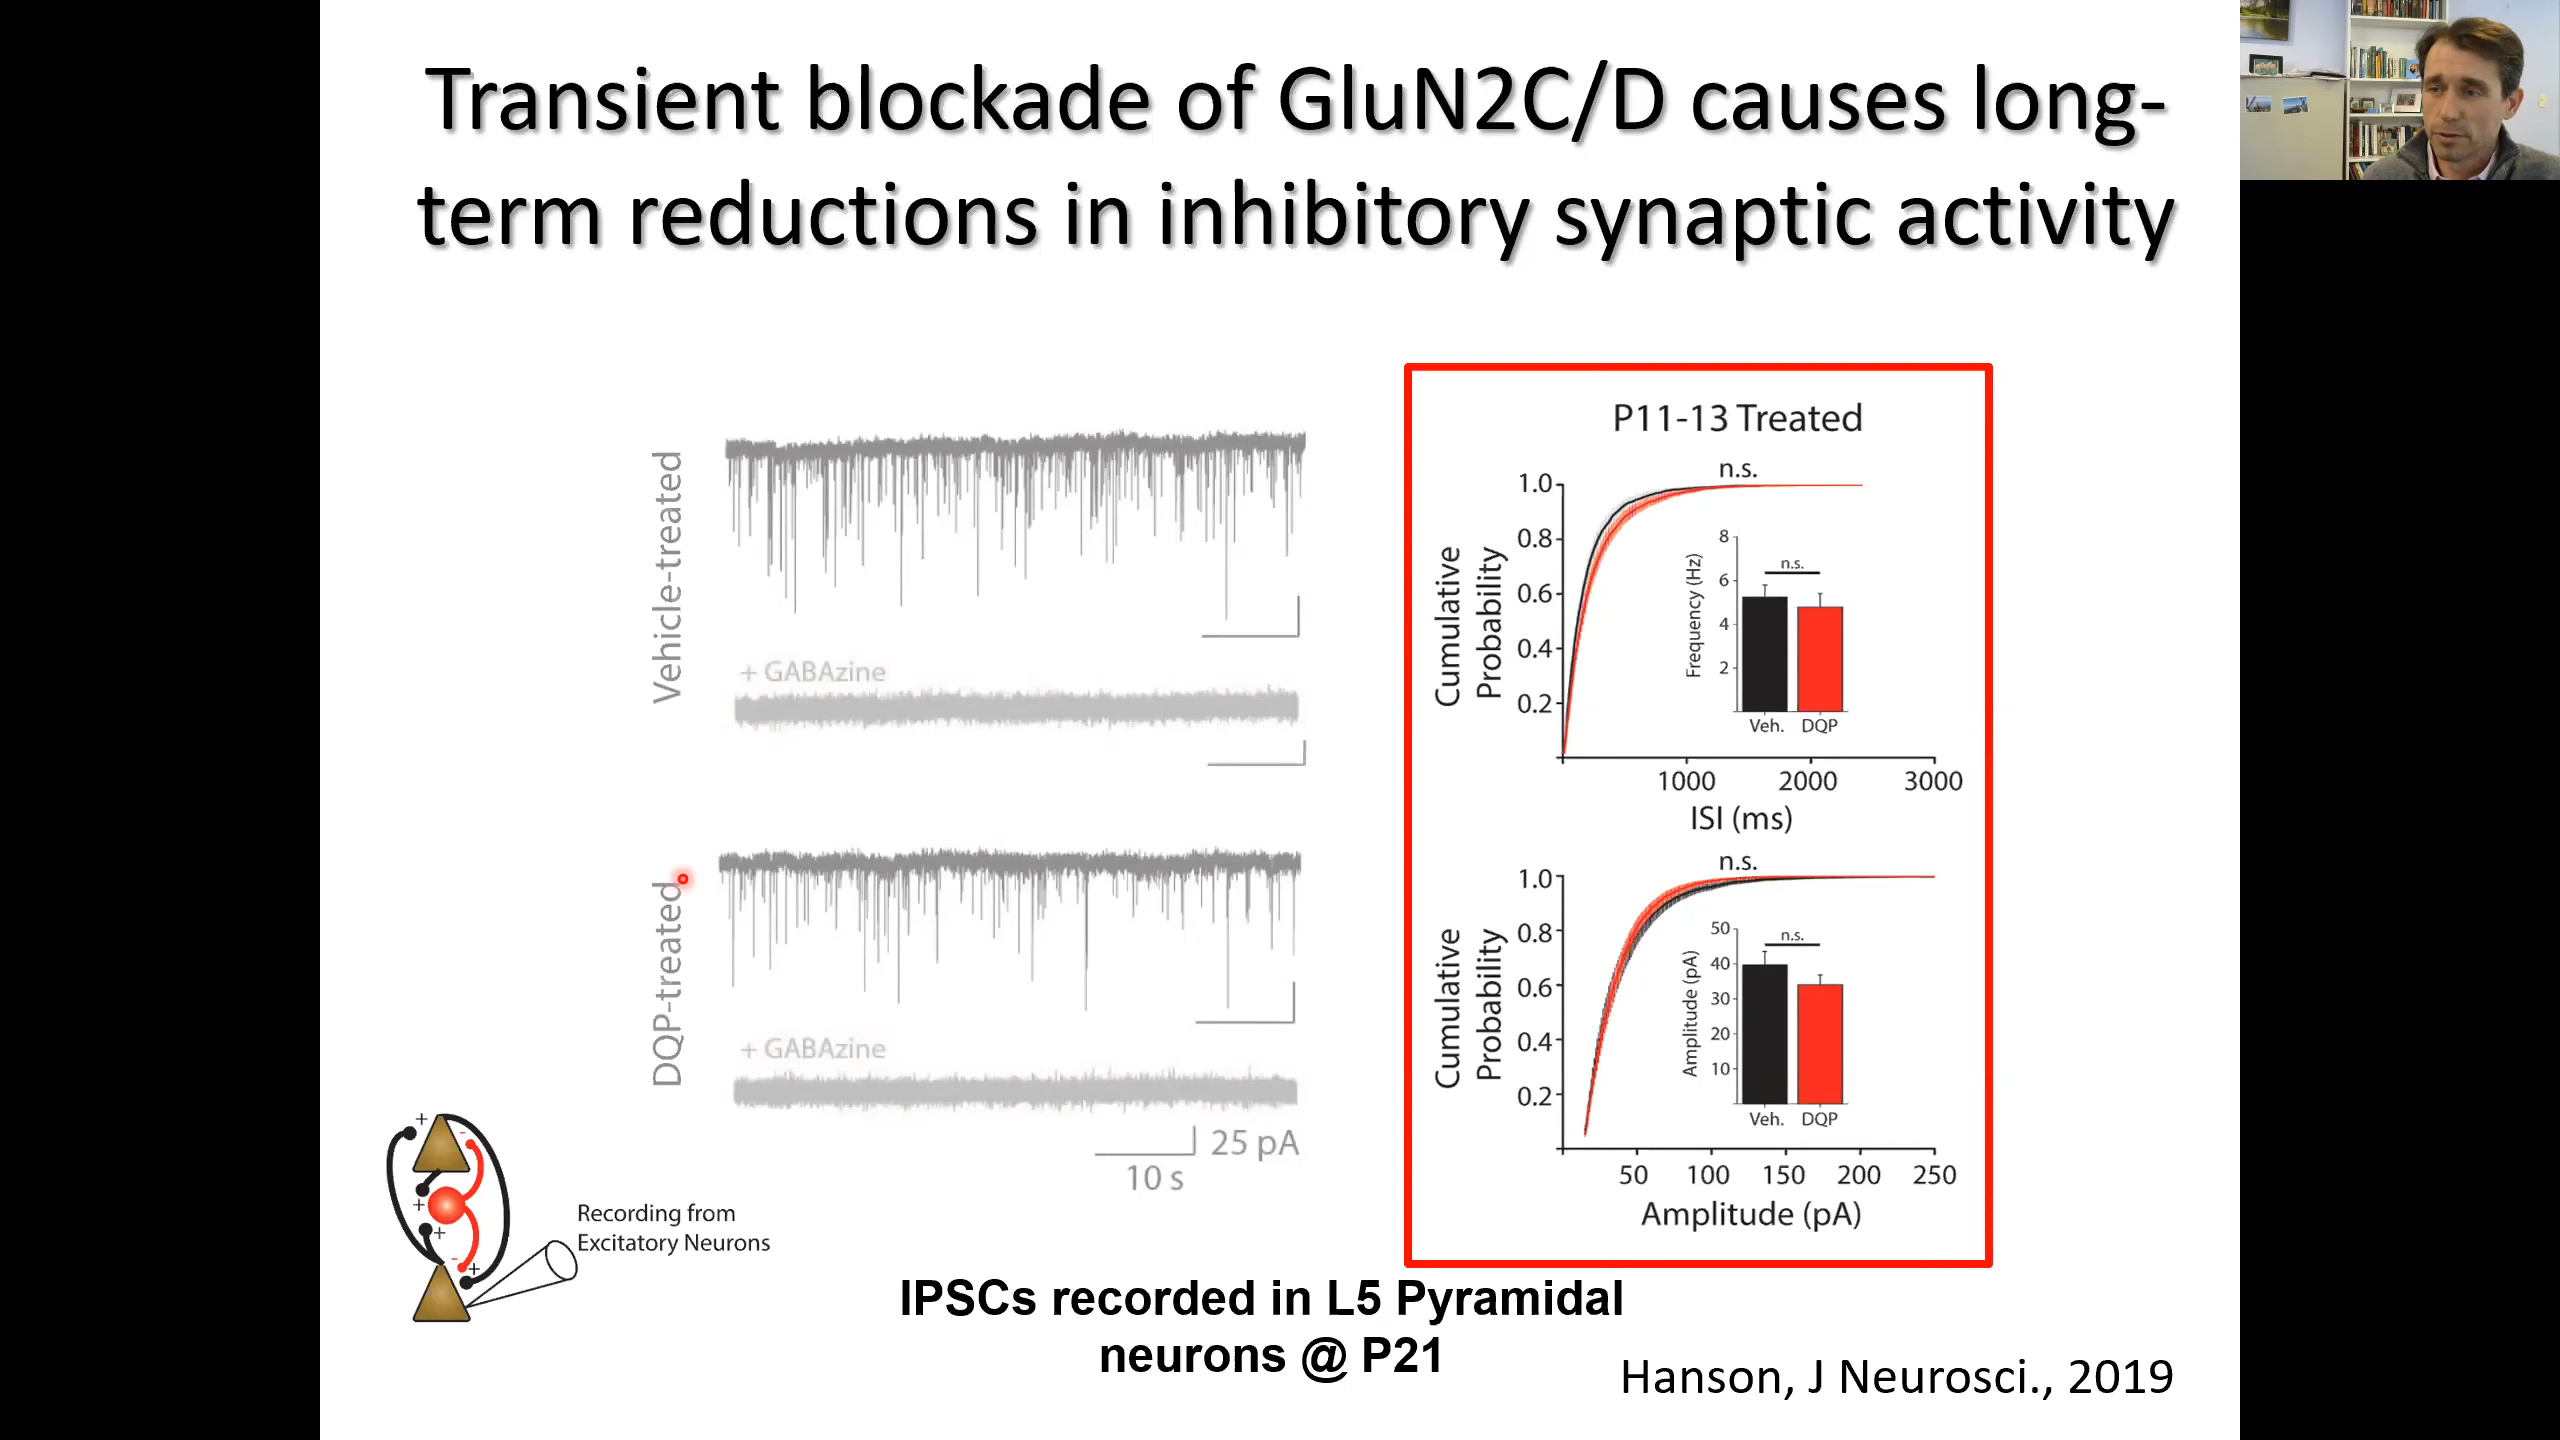 Transient blockade of GluN2C/D causes long-
term reductions in inhibitory synaptic activity
Vehicle-treated
+ GABAzine
DQP-treated
+ GABAzine
25 pA
10 s
P11-13 Treated
n.s.
Cumulative
Probability
1.0
0.8
0.6
0.4
0.2
1000 2000 3000
ISI (ms)
Frequency (Hz)
8
6
4
2
n.s.
Veh. DQP
n.s.
Cumulative
Probability
1.0
0.8
0.6
0.4
0.2
50 100 150 200 250
Amplitude (pA)
Amplitude (pA)
50
40
30
20
10
n.s.
Veh. DQP
+ -
+
+
- +
Recording from
Excitatory Neurons
IPSCs recorded in L5 Pyramidal
neurons @ P21
Hanson, J Neurosci., 2019